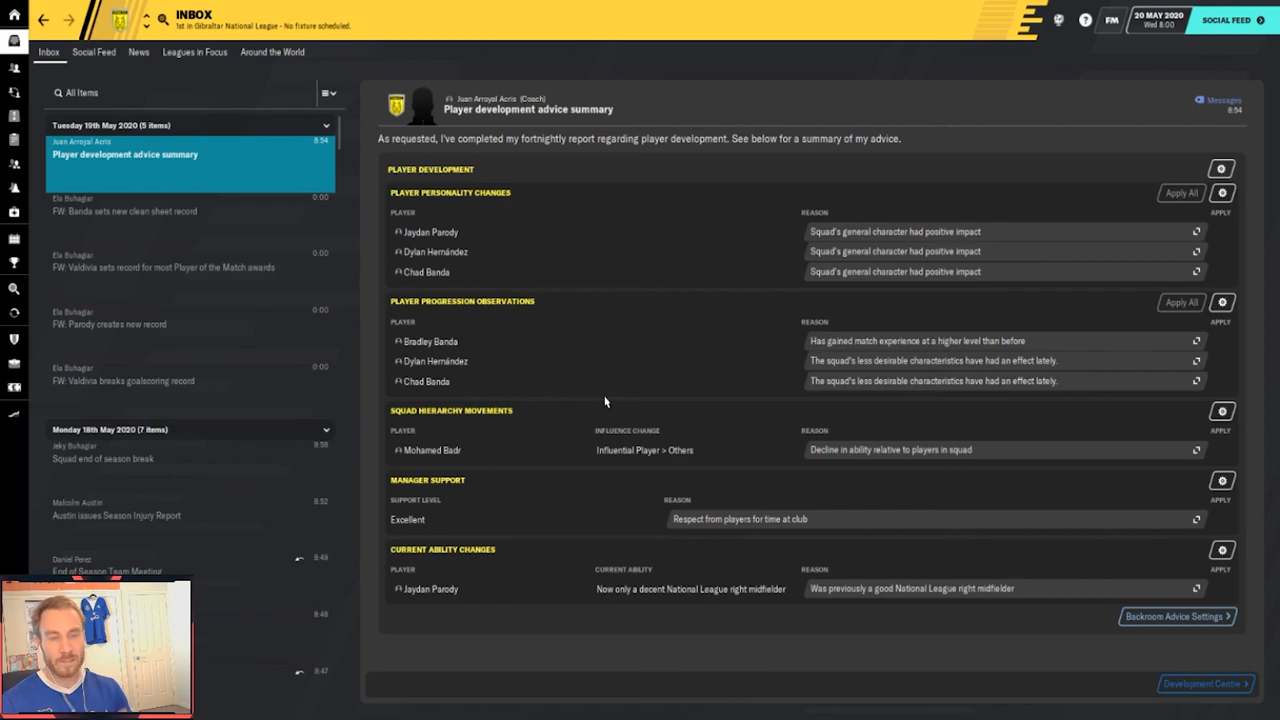 INBOX
1st in Gibraltar National League - No fixture scheduled.
FM
20 MAY 2020
Wed 8:00
SOCIAL FEED
Inbox
Social Feed
News
Leagues in Focus
Around the World
All Items
Tuesday 19th May 2020 (5 items)
Juan Arroyal Acris
8:54
Player development advice summary
Ela Buhagiar
0:00
FW: Banda sets new clean sheet record
Ela Buhagiar
0:00
FW: Valdivia sets record for most Player of the Match awards
Ela Buhagiar
0:00
FW: Parody creates new record
Ela Buhagiar
0:00
FW: Valdivia breaks goalscoring record
Monday 18th May 2020 (7 items)
Jeky Buhagiar
8:58
Squad end of season break
Malcolm Austin
8:52
Austin issues Season Injury Report
Daniel Perez
8:49
End of Season Team Meeting
8:48
8:47
Juan Arroyal Acris (Coach)
Player development advice summary
Messages
8:54
As requested, I've completed my fortnightly report regarding player development. See below for a summary of my advice.
PLAYER DEVELOPMENT
PLAYER PERSONALITY CHANGES
Apply All
PLAYER
REASON
APPLY
Jaydan Parody
Squad's general character had positive impact
Dylan Hernández
Squad's general character had positive impact
Chad Banda
Squad's general character had positive impact
PLAYER PROGRESSION OBSERVATIONS
Apply All
PLAYER
REASON
APPLY
Bradley Banda
Has gained match experience at a higher level than before
Dylan Hernández
The squad's less desirable characteristics have had an effect lately.
Chad Banda
The squad's less desirable characteristics have had an effect lately.
SQUAD HIERARCHY MOVEMENTS
PLAYER
INFLUENCE CHANGE
REASON
APPLY
Mohamed Badr
Influential Player > Others
Decline in ability relative to players in squad
MANAGER SUPPORT
SUPPORT LEVEL
REASON
APPLY
Excellent
Respect from players for time at club
CURRENT ABILITY CHANGES
PLAYER
CURRENT ABILITY
REASON
APPLY
Jaydan Parody
Now only a decent National League right midfielder
Was previously a good National League right midfielder
Backroom Advice Settings >
Development Centre >